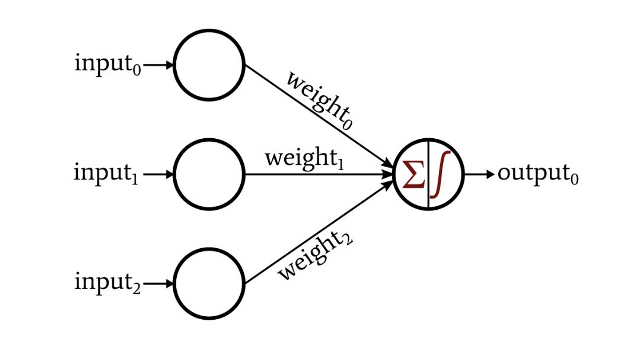 input₀
weight₀
input₁
weight₁
Σ ∫
output₀
input₂
weight₂